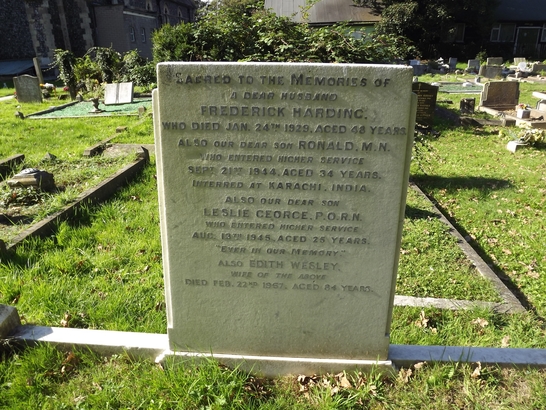 SACRED TO THE MEMORIES OF
A DEAR HUSBAND
FREDERICK HARDING.
WHO DIED JAN. 24TH 1929, AGED 48 YEARS.
ALSO OUR DEAR SON RONALD, M.N.
WHO ENTERED HIGHER SERVICE
SEPT. 21ST 1944, AGED 34 YEARS.
INTERRED AT KARACHI, INDIA.
ALSO OUR DEAR SON
LESLIE GEORGE, P.O.R.N.
WHO ENTERED HIGHER SERVICE
AUG. 13TH 1945, AGED 25 YEARS.
"EVER IN OUR MEMORY"
ALSO EDITH WESLEY
WIFE OF THE ABOVE
DIED FEB. 22ND 1967, AGED 84 YEARS.